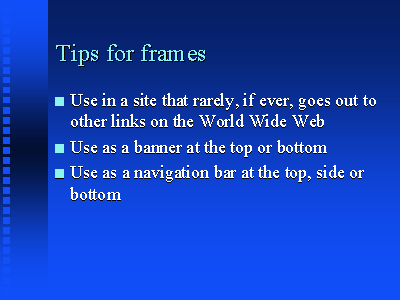 Tips for frames
Use in a site that rarely, if ever, goes out to
other links on the World Wide Web
Use as a banner at the top or bottom
Use as a navigation bar at the top, side or
bottom